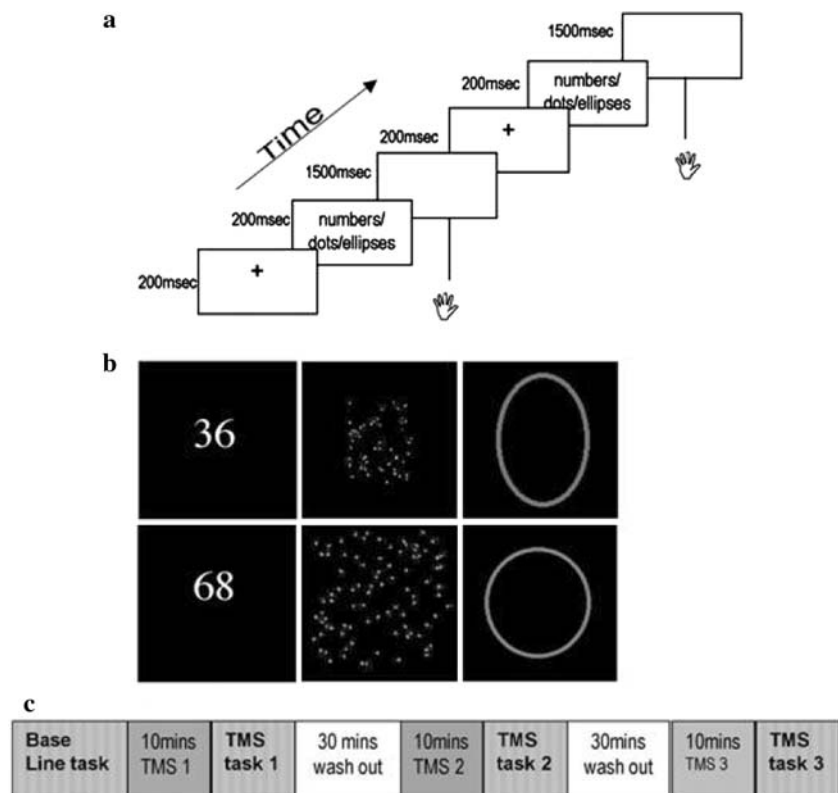 a
1500msec
numbers/
dots/ellipses
200msec
+
200msec
1500msec
numbers/
dots/ellipses
200msec
+
200msec
Time
b
36
68
c
Base
Line task
10mins
TMS 1
TMS
task 1
30 mins
wash out
10mins
TMS 2
TMS
task 2
30mins
wash out
10mins
TMS 3
TMS
task 3